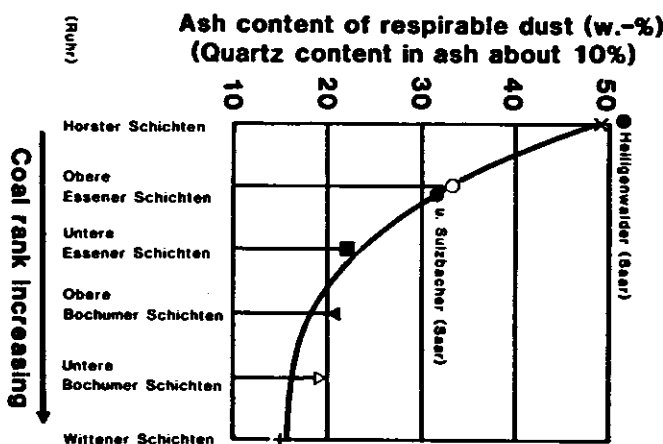 Ash content of respirable dust (w.-%)
(Quartz content in ash about 10%)
10
20
30
40
50
(Ruhr)
Coal rank increasing
Horster Schichten
Obere
Essener Schichten
Untere
Essener Schichten
Obere
Bochumer Schichten
Untere
Bochumer Schichten
Wittener Schichten
Heiligenwalder (Saar)
u. Sulzbacher (Saar)